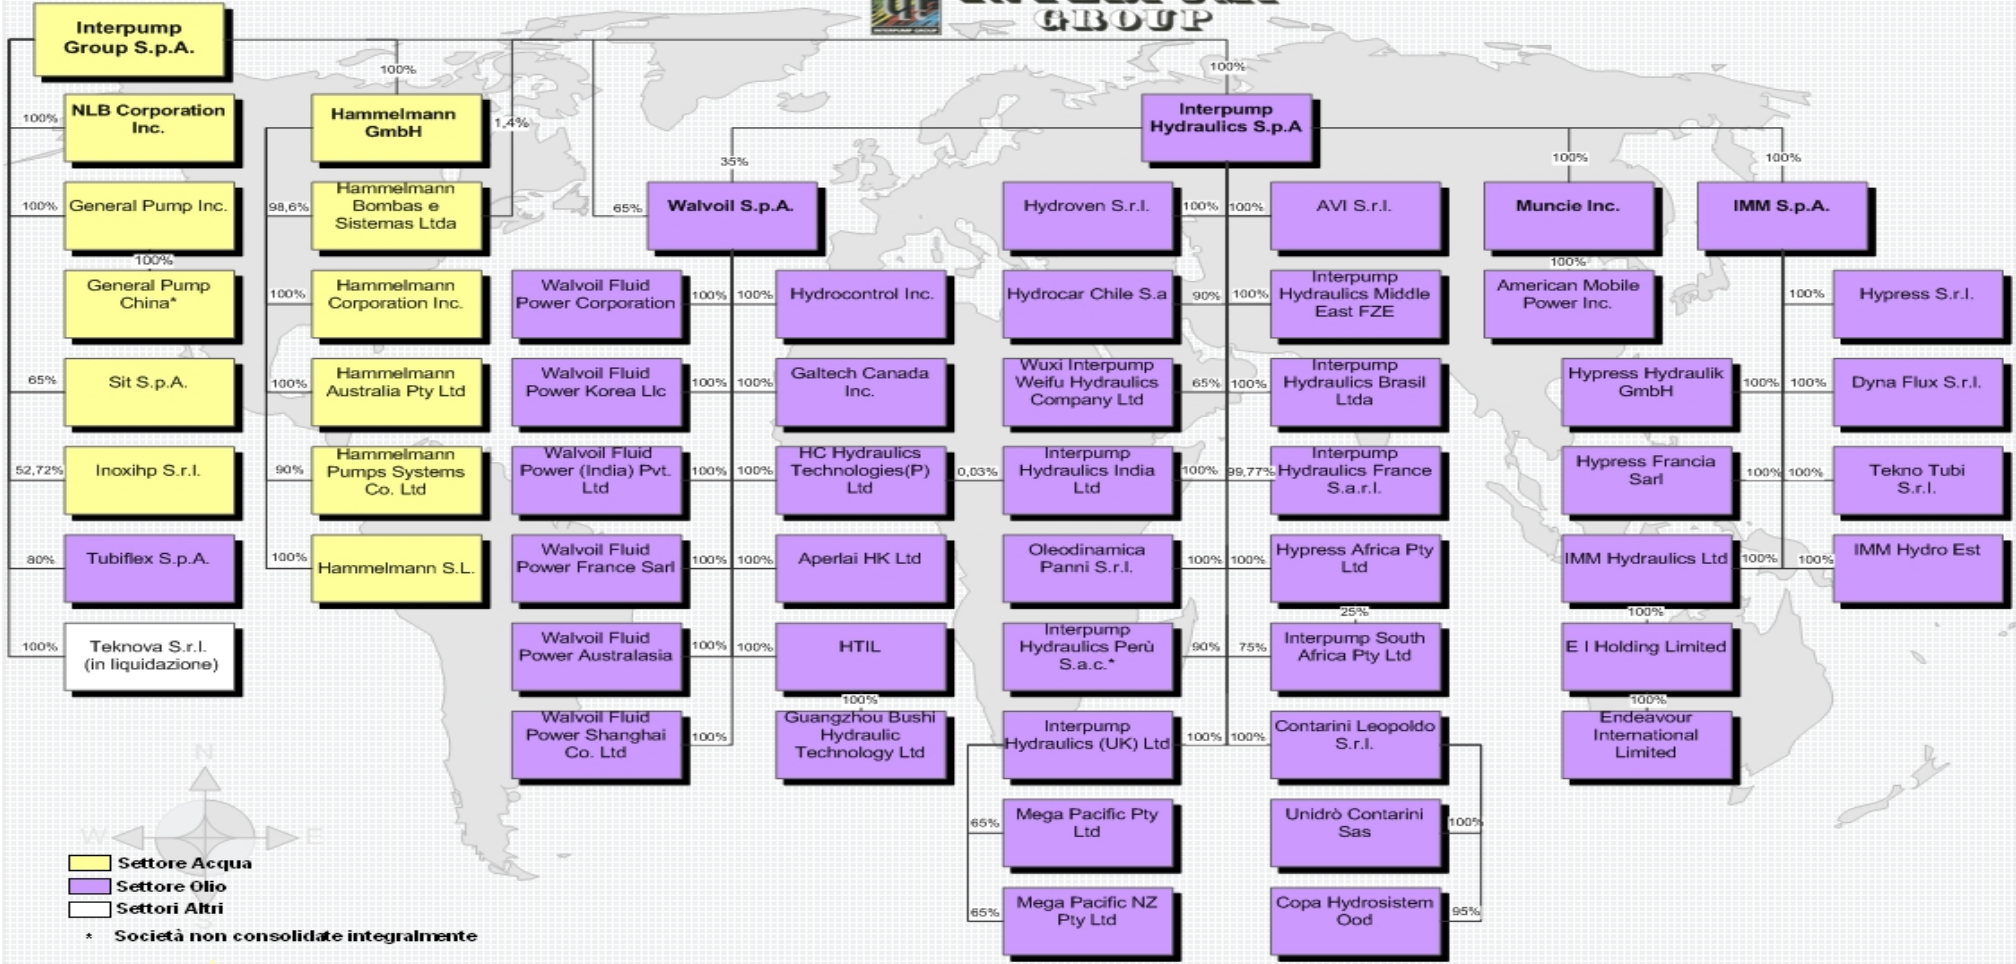 GROUP
INTERPUMP GROUP
Interpump
Group S.p.A.
100%
100%
NLB Corporation
Inc.
100%
Hammelmann
GmbH
1,4%
Interpump
Hydraulics S.p.A
35%
100%
100%
General Pump Inc.
100%
Hammelmann
Bombas e
Sistemas Ltda
98,6%
65%
Walvoil S.p.A.
Hydroven S.r.l.
100%
100%
AVI S.r.l.
Muncie Inc.
IMM S.p.A.
100%
General Pump
China*
100%
Hammelmann
Corporation Inc.
Walvoil Fluid
Power Corporation
100%
100%
Hydrocontrol Inc.
Hydrocar Chile S.a
90%
100%
Interpump
Hydraulics Middle
East FZE
100%
American Mobile
Power Inc.
100%
Hypress S.r.l.
65%
Sit S.p.A.
100%
Hammelmann
Australia Pty Ltd
Walvoil Fluid
Power Korea Llc
100%
100%
Galtech Canada
Inc.
Wuxi Interpump
Weifu Hydraulics
Company Ltd
65%
100%
Interpump
Hydraulics Brasil
Ltda
Hypress Hydraulik
GmbH
100%
100%
Dyna Flux S.r.l.
52,72%
Inoxihp S.r.l.
90%
Hammelmann
Pumps Systems
Co. Ltd
Walvoil Fluid
Power (India) Pvt.
Ltd
100%
100%
HC Hydraulics
Technologies(P)
Ltd
0,03%
Interpump
Hydraulics India
Ltd
100%
99,77%
Interpump
Hydraulics France
S.a.r.l.
Hypress Francia
Sarl
100%
100%
Tekno Tubi
S.r.l.
80%
Tubiflex S.p.A.
100%
Hammelmann S.L.
Walvoil Fluid
Power France Sarl
100%
100%
Aperlai HK Ltd
Oleodinamica
Panni S.r.l.
100%
100%
Hypress Africa Pty
Ltd
IMM Hydraulics Ltd
100%
100%
IMM Hydro Est
100%
Teknova S.r.l.
(in liquidazione)
Walvoil Fluid
Power Australasia
100%
100%
HTIL
Interpump
Hydraulics Perù
S.a.c.*
90%
75%
25%
Interpump South
Africa Pty Ltd
100%
E I Holding Limited
Walvoil Fluid
Power Shanghai
Co. Ltd
100%
100%
Guangzhou Bushi
Hydraulic
Technology Ltd
Interpump
Hydraulics (UK) Ltd
100%
100%
Contarini Leopoldo
S.r.l.
100%
Endeavour
International
Limited
65%
Mega Pacific Pty
Ltd
Unidrò Contarini
Sas
100%
65%
Mega Pacific NZ
Pty Ltd
Copa Hydrosistem
Ood
95%
N
W
E
Settore Acqua
Settore Olio
Settori Altri
* Società non consolidate integralmente